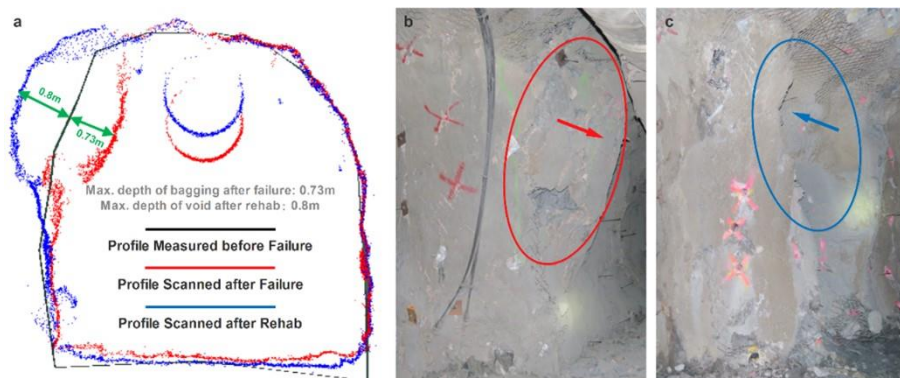 a
0.8m
0.73m
Max. depth of bagging after failure: 0.73m
Max. depth of void after rehab: 0.8m
Profile Measured before Failure
Profile Scanned after Failure
Profile Scanned after Rehab
b
c